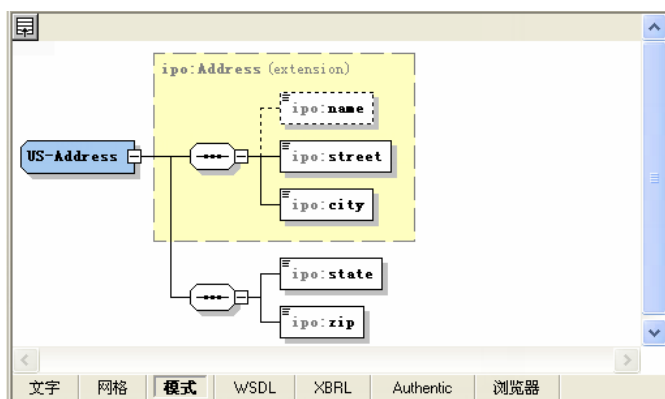 ipo:Address (extension)
ipo:name
US-Address
ipo:street
ipo:city
ipo:state
ipo:zip
文字 网格 模式 WSDL XBRL Authentic 浏览器